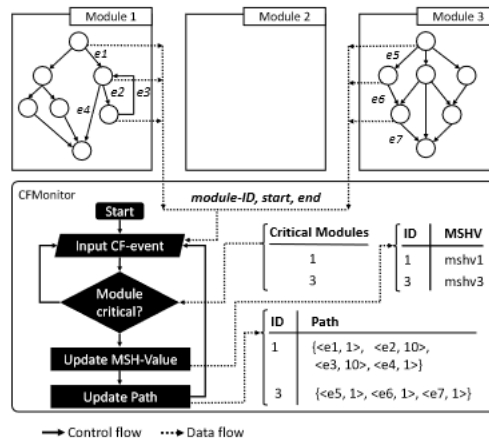 Module 1
Module 2
Module 3
e1
e2
e3
e4
e5
e6
e7
CFMonitor
module-ID, start, end
Start
Input CF-event
Module
critical?
Update MSH-Value
Update Path
Critical Modules
1
3
ID MSHV
1 mshv1
3 mshv3
ID Path
1 {<e1, 1>, <e2, 10>,
<e3, 10>, <e4, 1>}
3 {<e5, 1>, <e6, 1>, <e7, 1>}
Control flow
Data flow